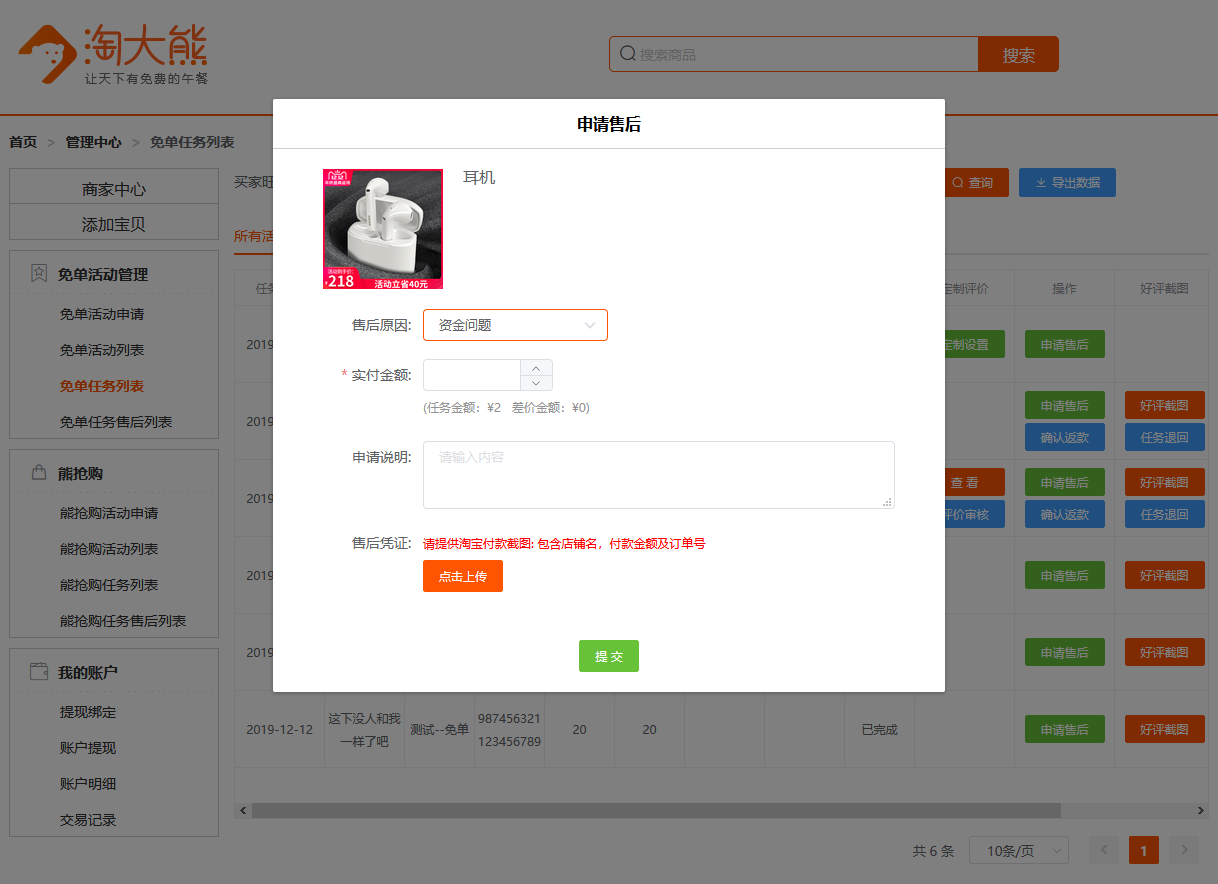 淘大熊
让天下有免费的午餐
搜索商品
搜索
首页 > 管理中心 > 免单任务列表
商家中心
添加宝贝
免单活动管理
免单活动申请
免单活动列表
免单任务列表
免单任务售后列表
能抢购
能抢购活动申请
能抢购活动列表
能抢购任务列表
能抢购任务售后列表
我的账户
提现绑定
账户提现
账户明细
交易记录
买家旺
查询
导出数据
所有活
申请售后
耳机
218
活动立省40元
售后原因:
资金问题
* 实付金额:
(任务金额: ¥2 差价金额: ¥0)
申请说明:
请输入内容
售后凭证:
请提供淘宝付款截图: 包含店铺名, 付款金额及订单号
点击上传
提 交
定制评价
操作
好评截图
2019
定制设置
申请售后
2019
申请售后
好评截图
确认返款
任务退回
2019
查 看
申请售后
好评截图
评价审核
确认返款
任务退回
2019
申请售后
好评截图
2019
申请售后
好评截图
2019-12-12
这下没人和我
一样了吧
测试--免单
987456321
123456789
20
20
已完成
申请售后
好评截图
共 6 条
10条/页
1